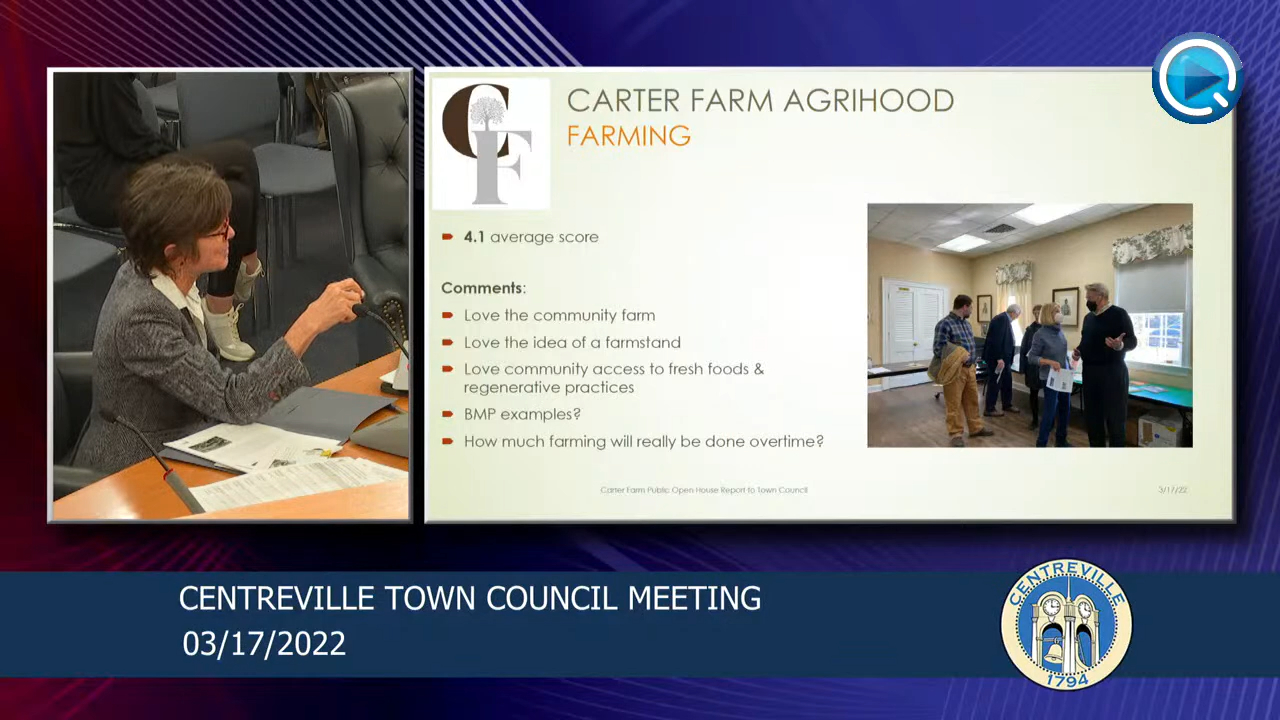 CF
CARTER FARM AGRIHOOD
FARMING
4.1 average score
Comments:
Love the community farm
Love the idea of a farmstand
Love community access to fresh foods &
regenerative practices
BMP examples?
How much farming will really be done overtime?
Carter Farm Public Open House Report to Town Council
3/17/22
CENTREVILLE TOWN COUNCIL MEETING
03/17/2022
CENTREVILLE
1794